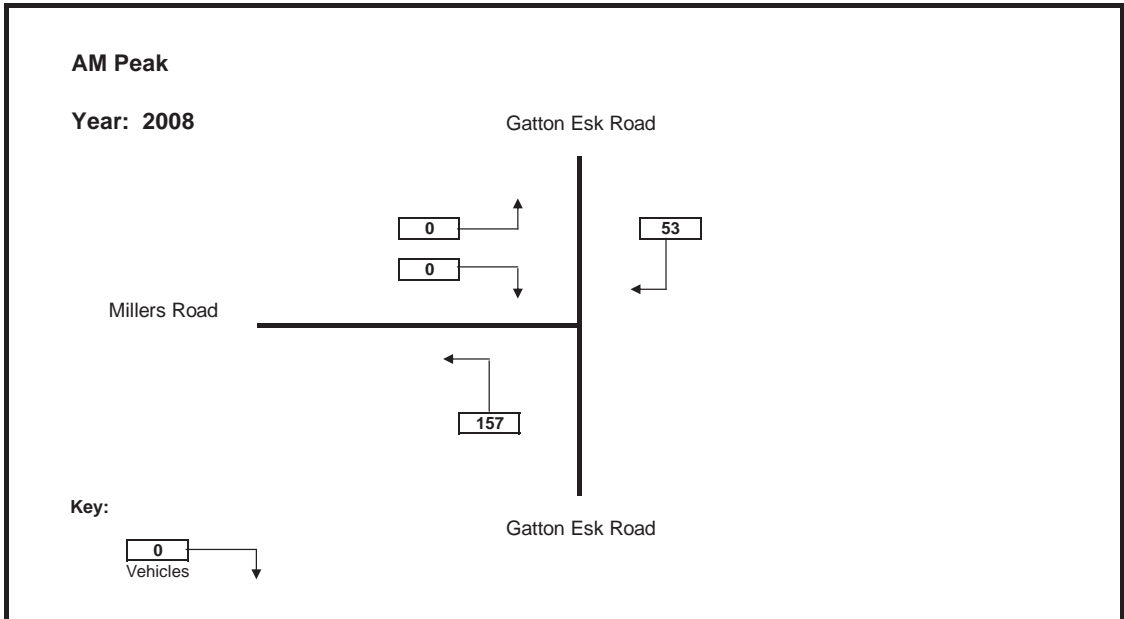 AM Peak
Year: 2008
Gatton Esk Road
0
53
0
Millers Road
157
Key:
Gatton Esk Road
0
Vehicles